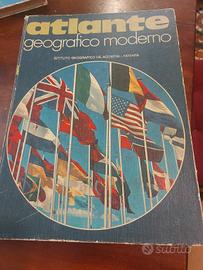 atlante
geografico moderno
ISTITUTO GEOGRAFICO DE AGOSTINI - NOVARA
subito